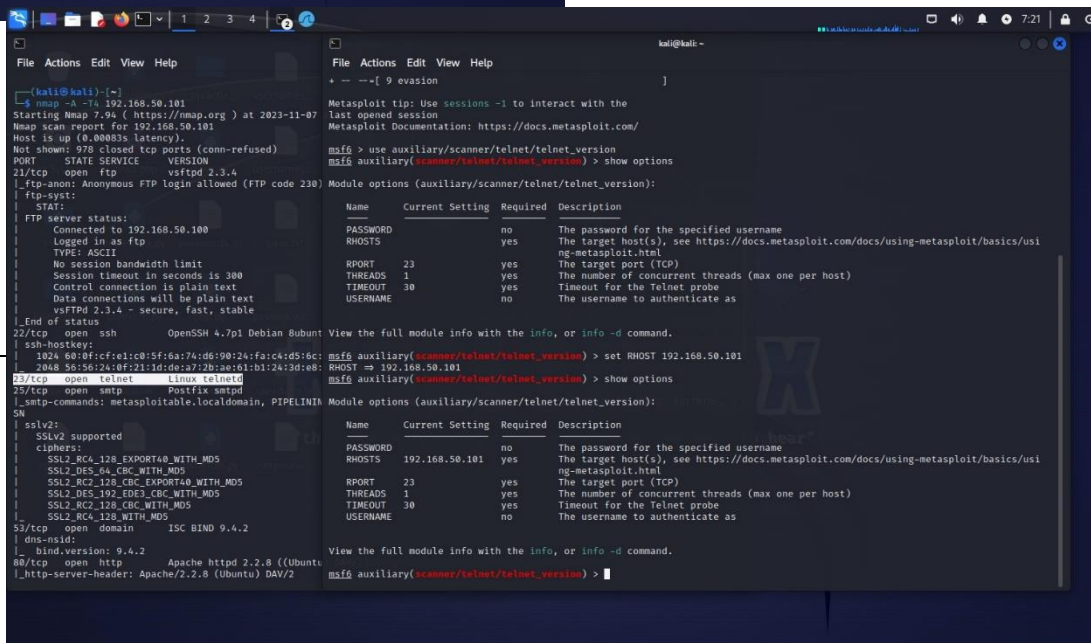 1 2 3 4
2
7:21
File Actions Edit View Help
(kali㉿kali)-[~]
$ nmap -A -T4 192.168.50.101
Starting Nmap 7.94 ( https://nmap.org ) at 2023-11-07
Nmap scan report for 192.168.50.101
Host is up (0.00083s latency).
Not shown: 978 closed tcp ports (conn-refused)
PORT STATE SERVICE VERSION
21/tcp open ftp vsftpd 2.3.4
|_ftp-anon: Anonymous FTP login allowed (FTP code 230)
| ftp-syst:
| STAT:
| FTP server status:
| Connected to 192.168.50.100
| Logged in as ftp
| TYPE: ASCII
| No session bandwidth limit
| Session timeout in seconds is 300
| Control connection is plain text
| Data connections will be plain text
| vsFTPd 2.3.4 - secure, fast, stable
|_End of status
22/tcp open ssh OpenSSH 4.7p1 Debian 8ubunt
| ssh-hostkey:
| 1024 60:0f:cf:e1:c0:5f:6a:74:d6:90:24:fa:c4:d5:6c:
|_ 2048 56:56:24:0f:21:1d:de:a7:2b:ae:61:b1:24:3d:e8:
23/tcp open telnet Linux telnetd
25/tcp open smtp Postfix smtpd
|_smtp-commands: metasploitable.localdomain, PIPELININ
SN
| sslv2:
| SSLv2 supported
| ciphers:
| SSL2_RC4_128_EXPORT40_WITH_MD5
| SSL2_DES_64_CBC_WITH_MD5
| SSL2_RC2_128_CBC_EXPORT40_WITH_MD5
| SSL2_DES_192_EDE3_CBC_WITH_MD5
| SSL2_RC2_128_CBC_WITH_MD5
|_ SSL2_RC4_128_WITH_MD5
53/tcp open domain ISC BIND 9.4.2
| dns-nsid:
|_ bind.version: 9.4.2
80/tcp open http Apache httpd 2.2.8 ((Ubuntu
|_http-server-header: Apache/2.2.8 (Ubuntu) DAV/2
kali@kali: ~
File Actions Edit View Help
+ -- --=[ 9 evasion ]
Metasploit tip: Use sessions -1 to interact with the
last opened session
Metasploit Documentation: https://docs.metasploit.com/
msf6 > use auxiliary/scanner/telnet/telnet_version
msf6 auxiliary(scanner/telnet/telnet_version) > show options
Module options (auxiliary/scanner/telnet/telnet_version):
Name Current Setting Required Description
PASSWORD no The password for the specified username
RHOSTS yes The target host(s), see https://docs.metasploit.com/docs/using-metasploit/basics/usi
ng-metasploit.html
RPORT 23 yes The target port (TCP)
THREADS 1 yes The number of concurrent threads (max one per host)
TIMEOUT 30 yes Timeout for the Telnet probe
USERNAME no The username to authenticate as
View the full module info with the info, or info -d command.
msf6 auxiliary(scanner/telnet/telnet_version) > set RHOST 192.168.50.101
RHOST ⇒ 192.168.50.101
msf6 auxiliary(scanner/telnet/telnet_version) > show options
Module options (auxiliary/scanner/telnet/telnet_version):
Name Current Setting Required Description
PASSWORD no The password for the specified username
RHOSTS 192.168.50.101 yes The target host(s), see https://docs.metasploit.com/docs/using-metasploit/basics/usi
ng-metasploit.html
RPORT 23 yes The target port (TCP)
THREADS 1 yes The number of concurrent threads (max one per host)
TIMEOUT 30 yes Timeout for the Telnet probe
USERNAME no The username to authenticate as
View the full module info with the info, or info -d command.
msf6 auxiliary(scanner/telnet/telnet_version) >